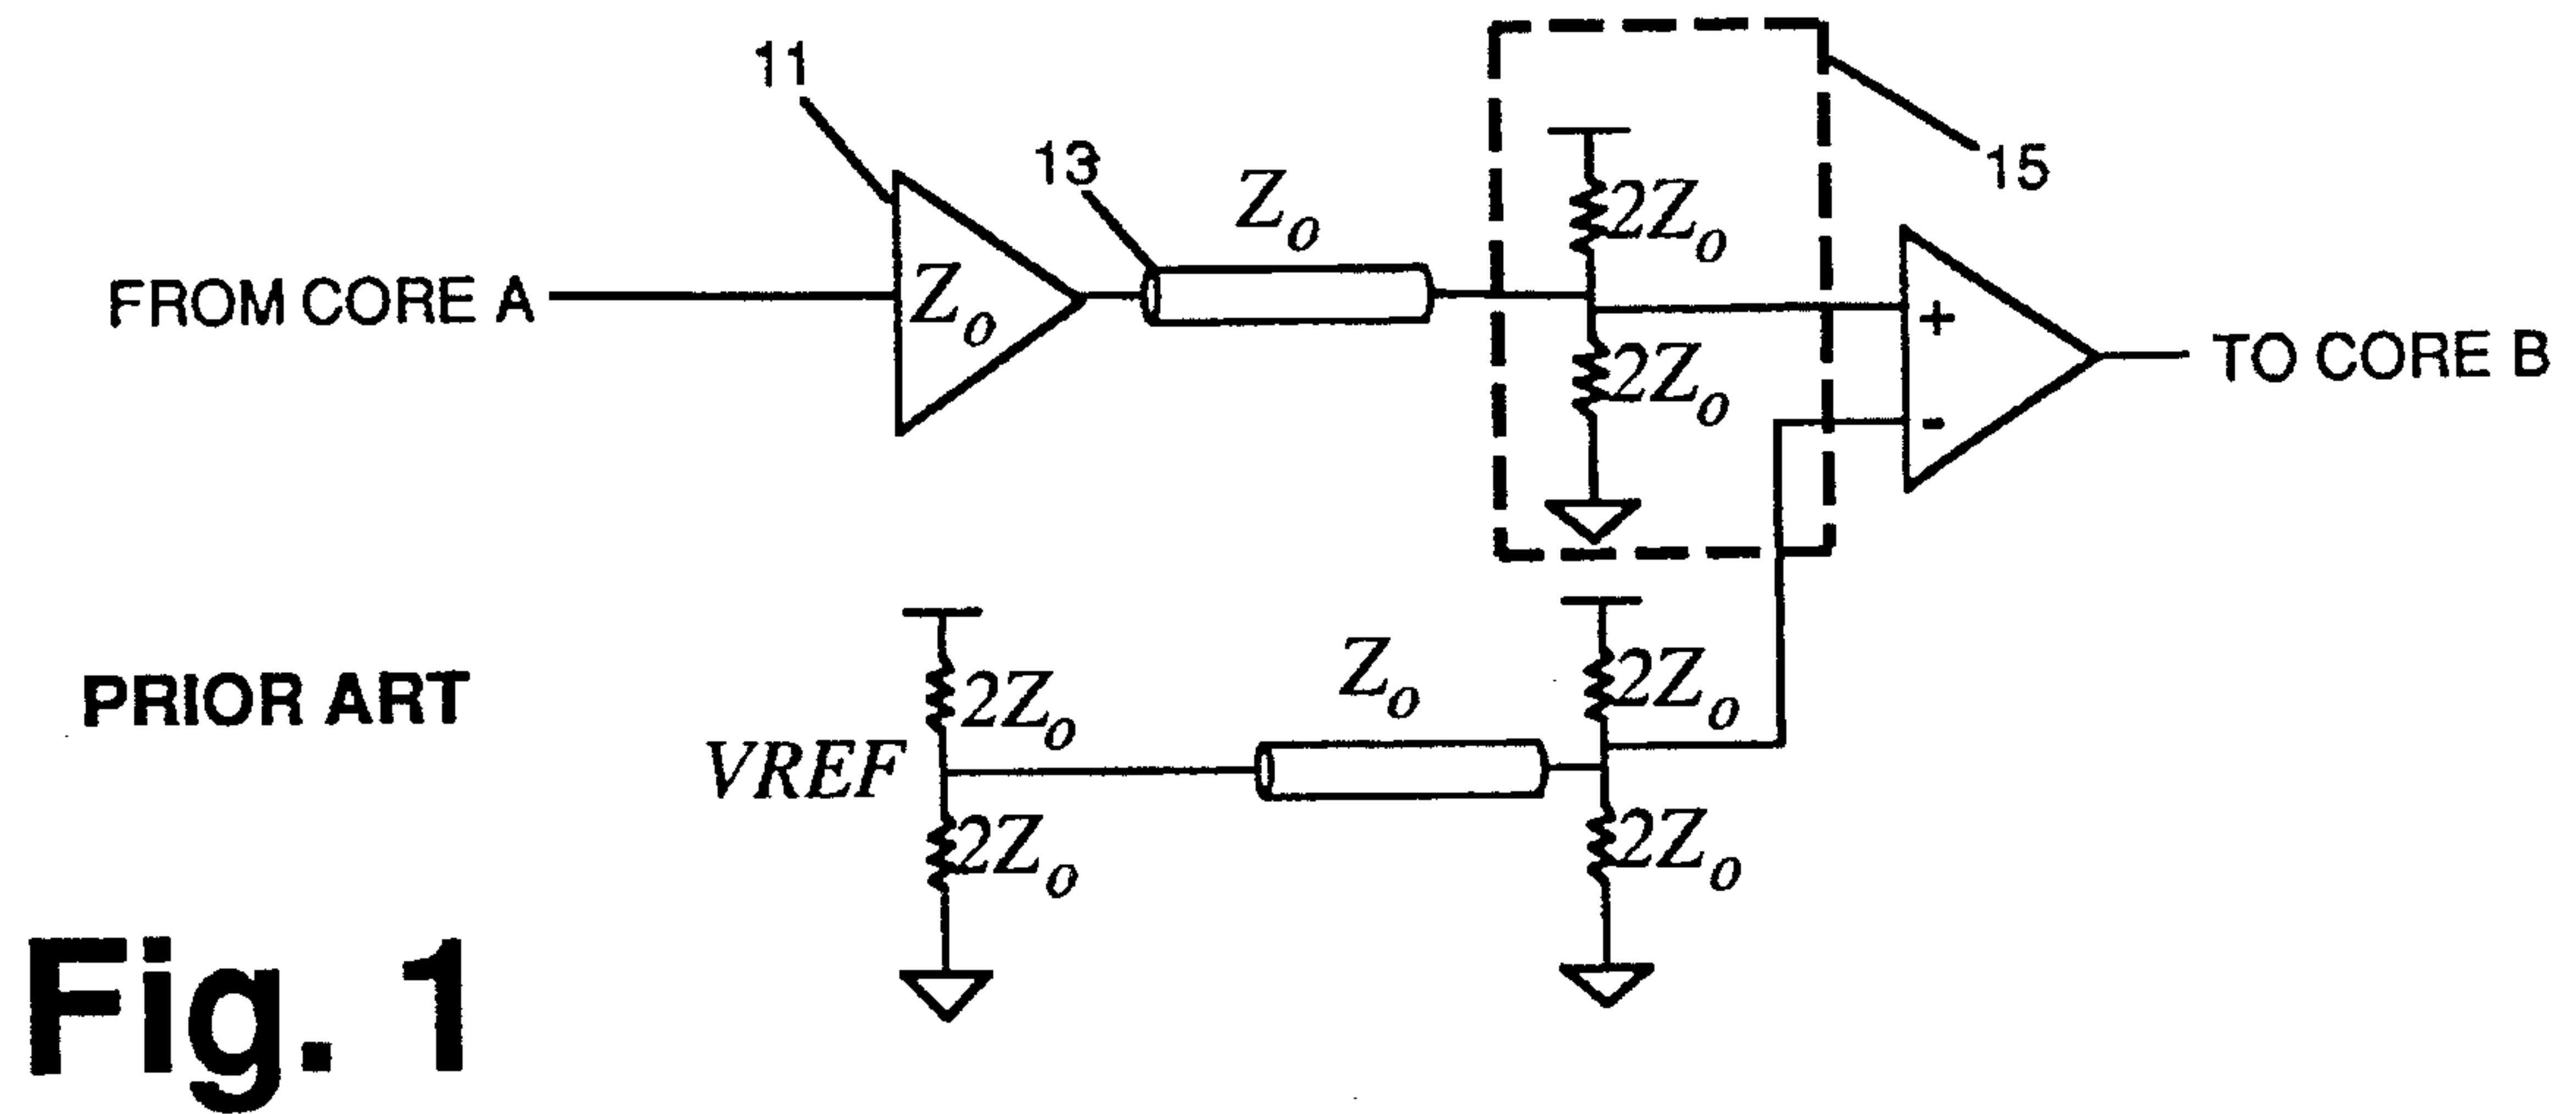 11
13
Zo
15
2Zo
FROM CORE A
Zo
+
2Zo
-
TO CORE B
PRIOR ART
2Zo
Zo
2Zo
VREF
2Zo
2Zo
Fig. 1